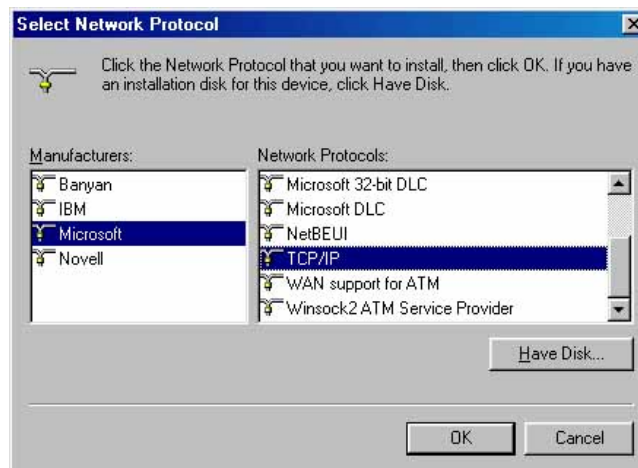 Select Network Protocol
Click the Network Protocol that you want to install, then click OK. If you have
an installation disk for this device, click Have Disk.
Manufacturers:
Banyan
IBM
Microsoft
Novell
Network Protocols:
Microsoft 32-bit DLC
Microsoft DLC
NetBEUI
TCP/IP
WAN support for ATM
Winsock2 ATM Service Provider
Have Disk...
OK
Cancel